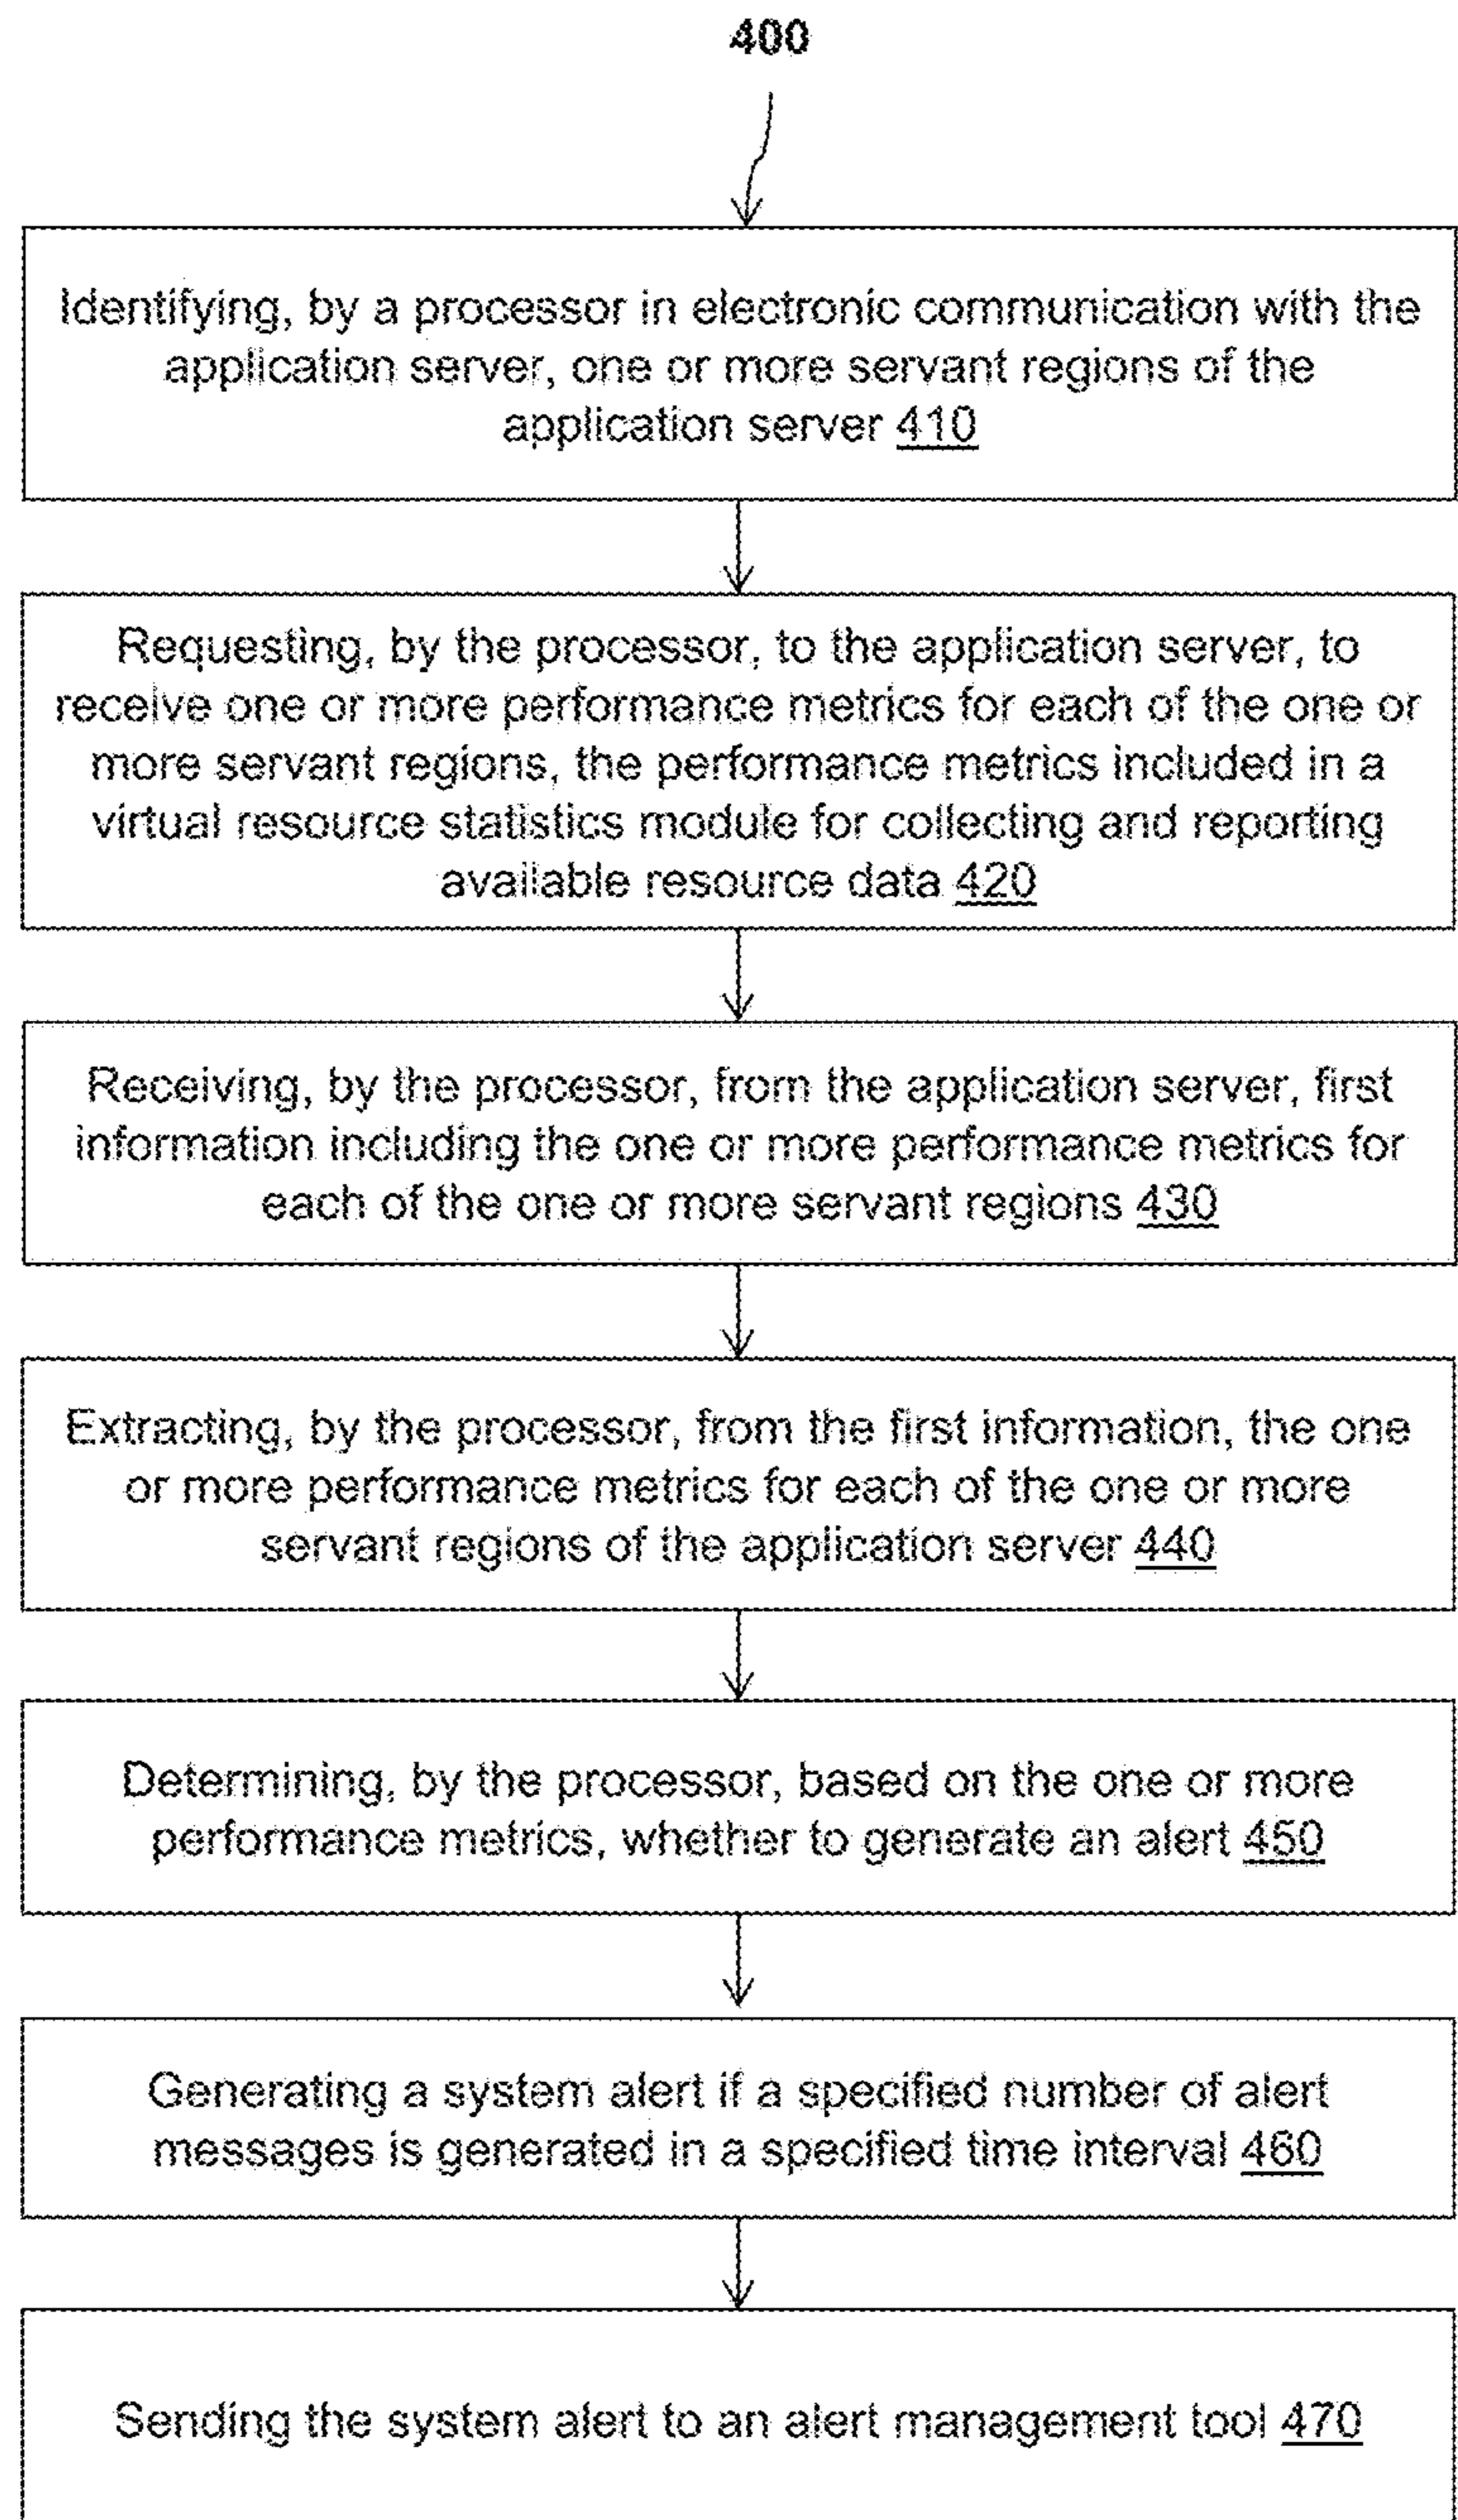 400
Identifying, by a processor in electronic communication with the
application server, one or more servant regions of the
application server 410
Requesting, by the processor, to the application server, to
receive one or more performance metrics for each of the one or
more servant regions, the performance metrics included in a
virtual resource statistics module for collecting and reporting
available resource data 420
Receiving, by the processor, from the application server, first
information including the one or more performance metrics for
each of the one or more servant regions 430
Extracting, by the processor, from the first information, the one
or more performance metrics for each of the one or more
servant regions of the application server 440
Determining, by the processor, based on the one or more
performance metrics, whether to generate an alert 450
Generating a system alert if a specified number of alert
messages is generated in a specified time interval 460
Sending the system alert to an alert management tool 470